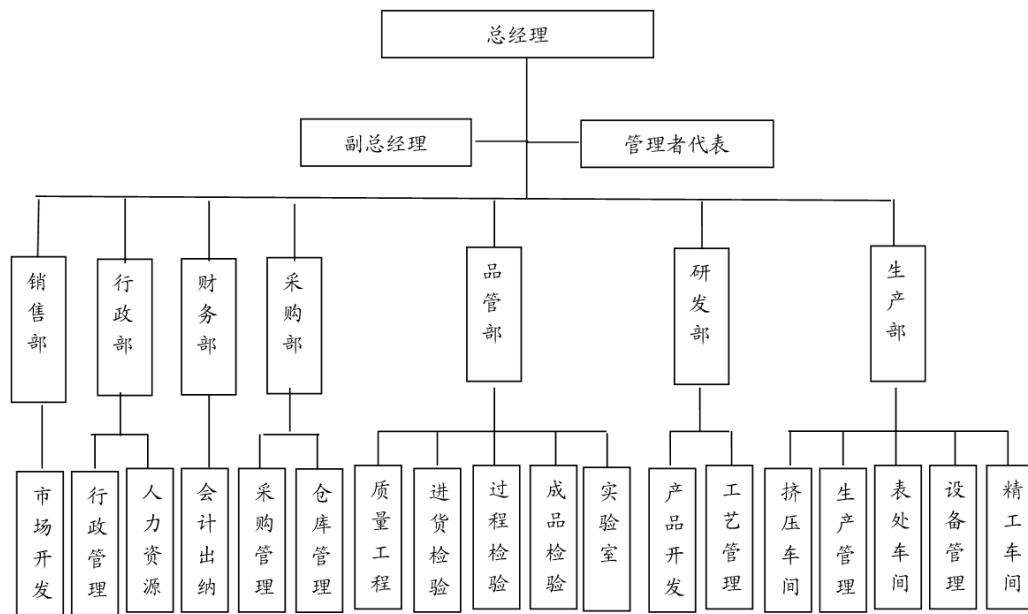 总经理
副总经理
管理者代表
销售部
行政部
财务部
采购部
品管部
研发部
生产部
市场开发
行政管理
人力资源
会计出纳
采购管理
仓库管理
质量工程
进货检验
过程检验
成品检验
实验室
产品开发
工艺管理
挤压车间
生产管理
表处车间
设备管理
精工车间